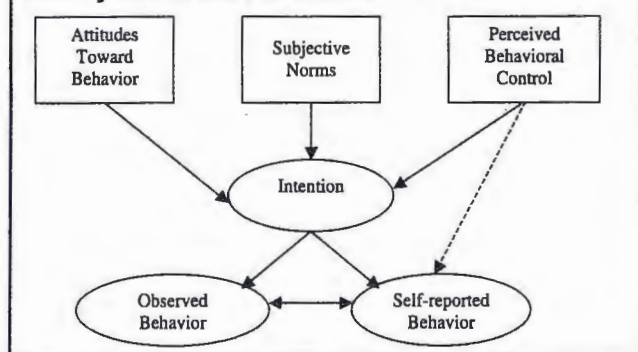 Attitudes
Toward
Behavior
Subjective
Norms
Perceived
Behavioral
Control
Intention
Observed
Behavior
Self-reported
Behavior